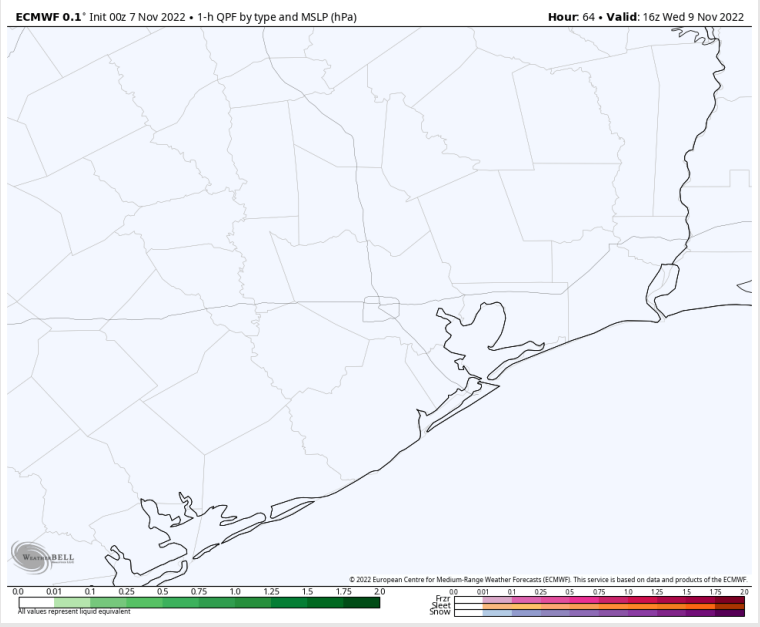 ECMWF 0.1° Init 00z 7 Nov 2022 • 1-h QPF by type and MSLP (hPa)
Hour: 64 • Valid: 16z Wed 9 Nov 2022
WEATHERBELL
© 2022 European Centre for Medium-Range Weather Forecasts (ECMWF). This service is based on data and products of the ECMWF.
0.0 0.01 0.1 0.25 0.5 0.75 1.0 1.25 1.5 1.75 2.0
All values represent liquid equivalent
0.0 0.01 0.1 0.25 0.5 0.75 1.0 1.25 1.5 1.75 2.0
Frzr
Sleet
Snow